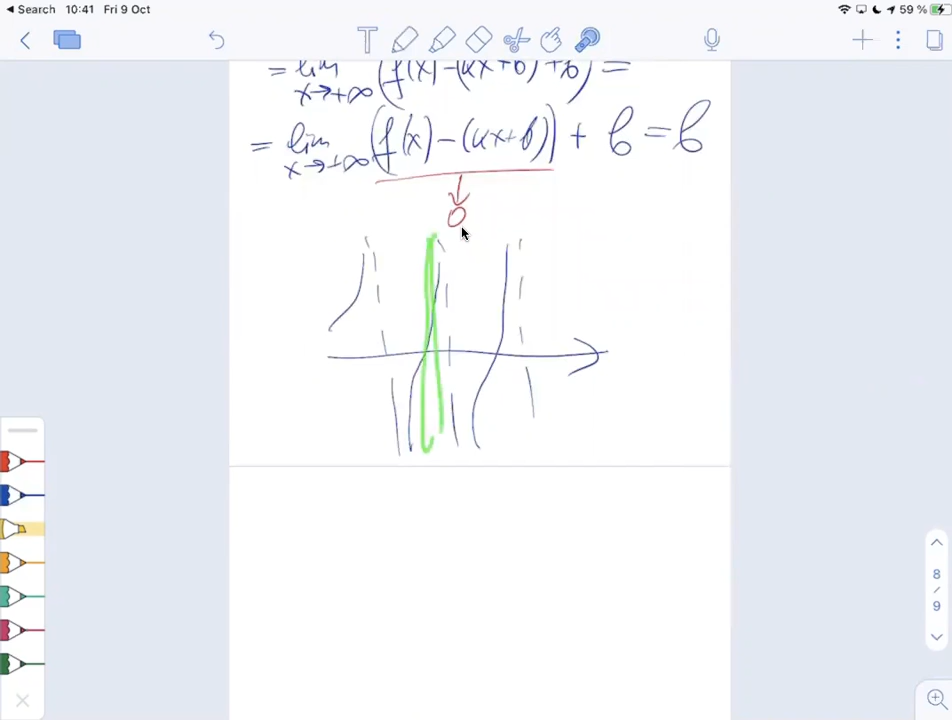 Search 10:41 Fri 9 Oct 59 %
= lim (f(x)-(ax+b)+b) =
x→+∞
= lim (f(x)-(ax+b)) + b = b
x→+∞
0
8
/
9